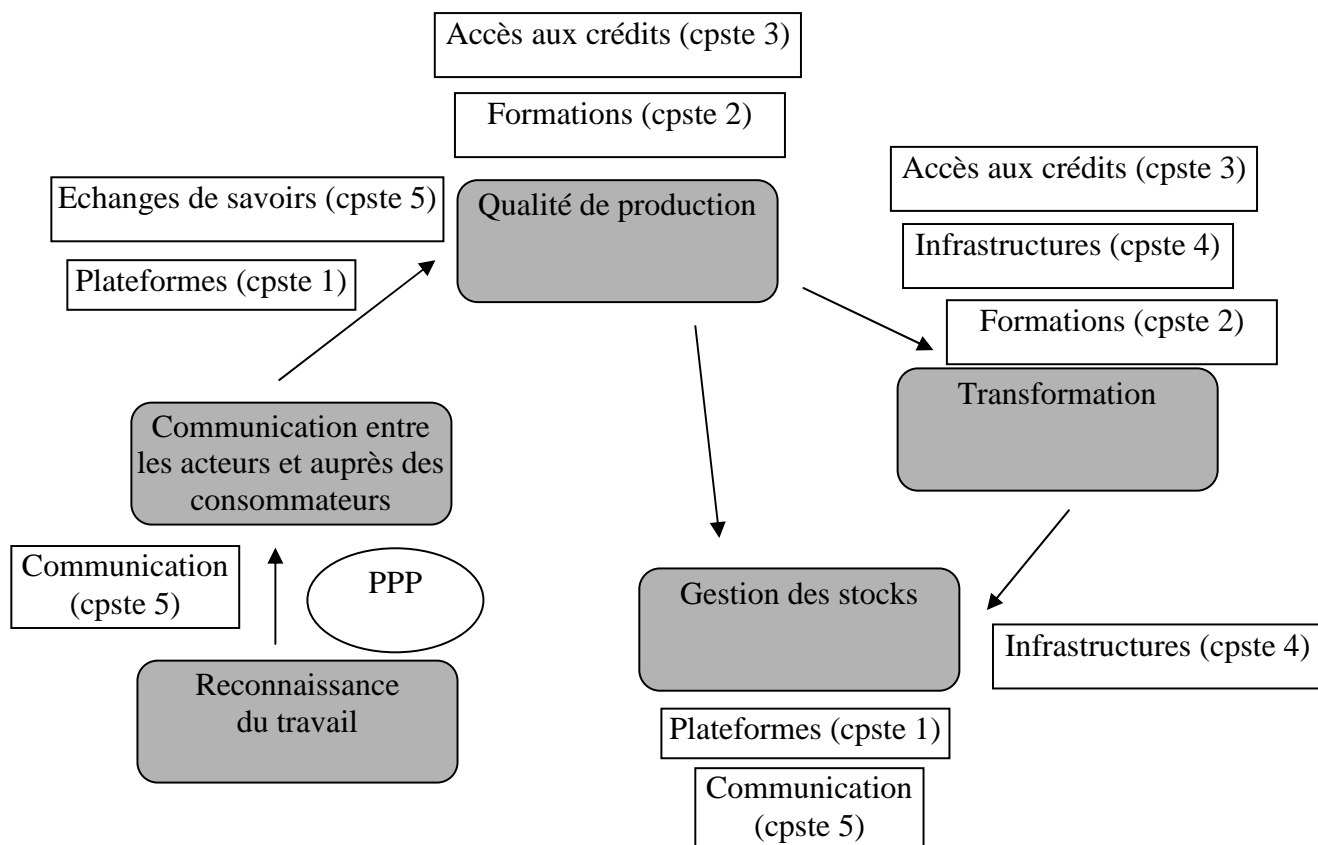 Accès aux crédits (cpste 3)
Formations (cpste 2)
Accès aux crédits (cpste 3)
Echanges de savoirs (cpste 5)
Qualité de production
Infrastructures (cpste 4)
Plateformes (cpste 1)
Formations (cpste 2)
Transformation
Communication entre
les acteurs et auprès des
consommateurs
Communication
(cpste 5)
PPP
Gestion des stocks
Infrastructures (cpste 4)
Reconnaissance
du travail
Plateformes (cpste 1)
Communication
(cpste 5)